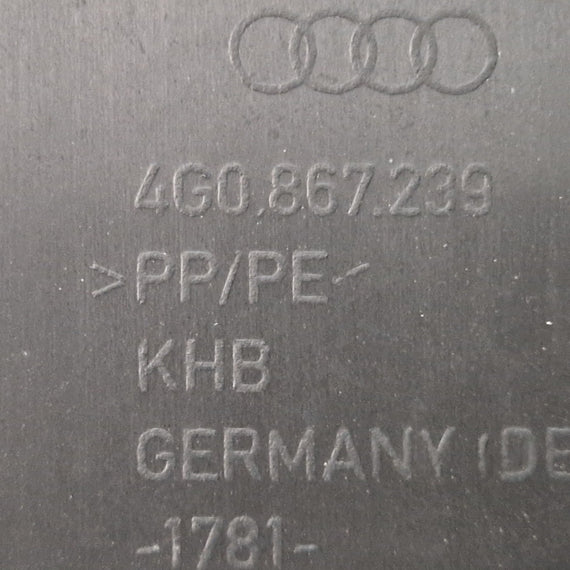 4G0.867.239
>PP/PE<
KHB
GERMANY (DE
-1781-